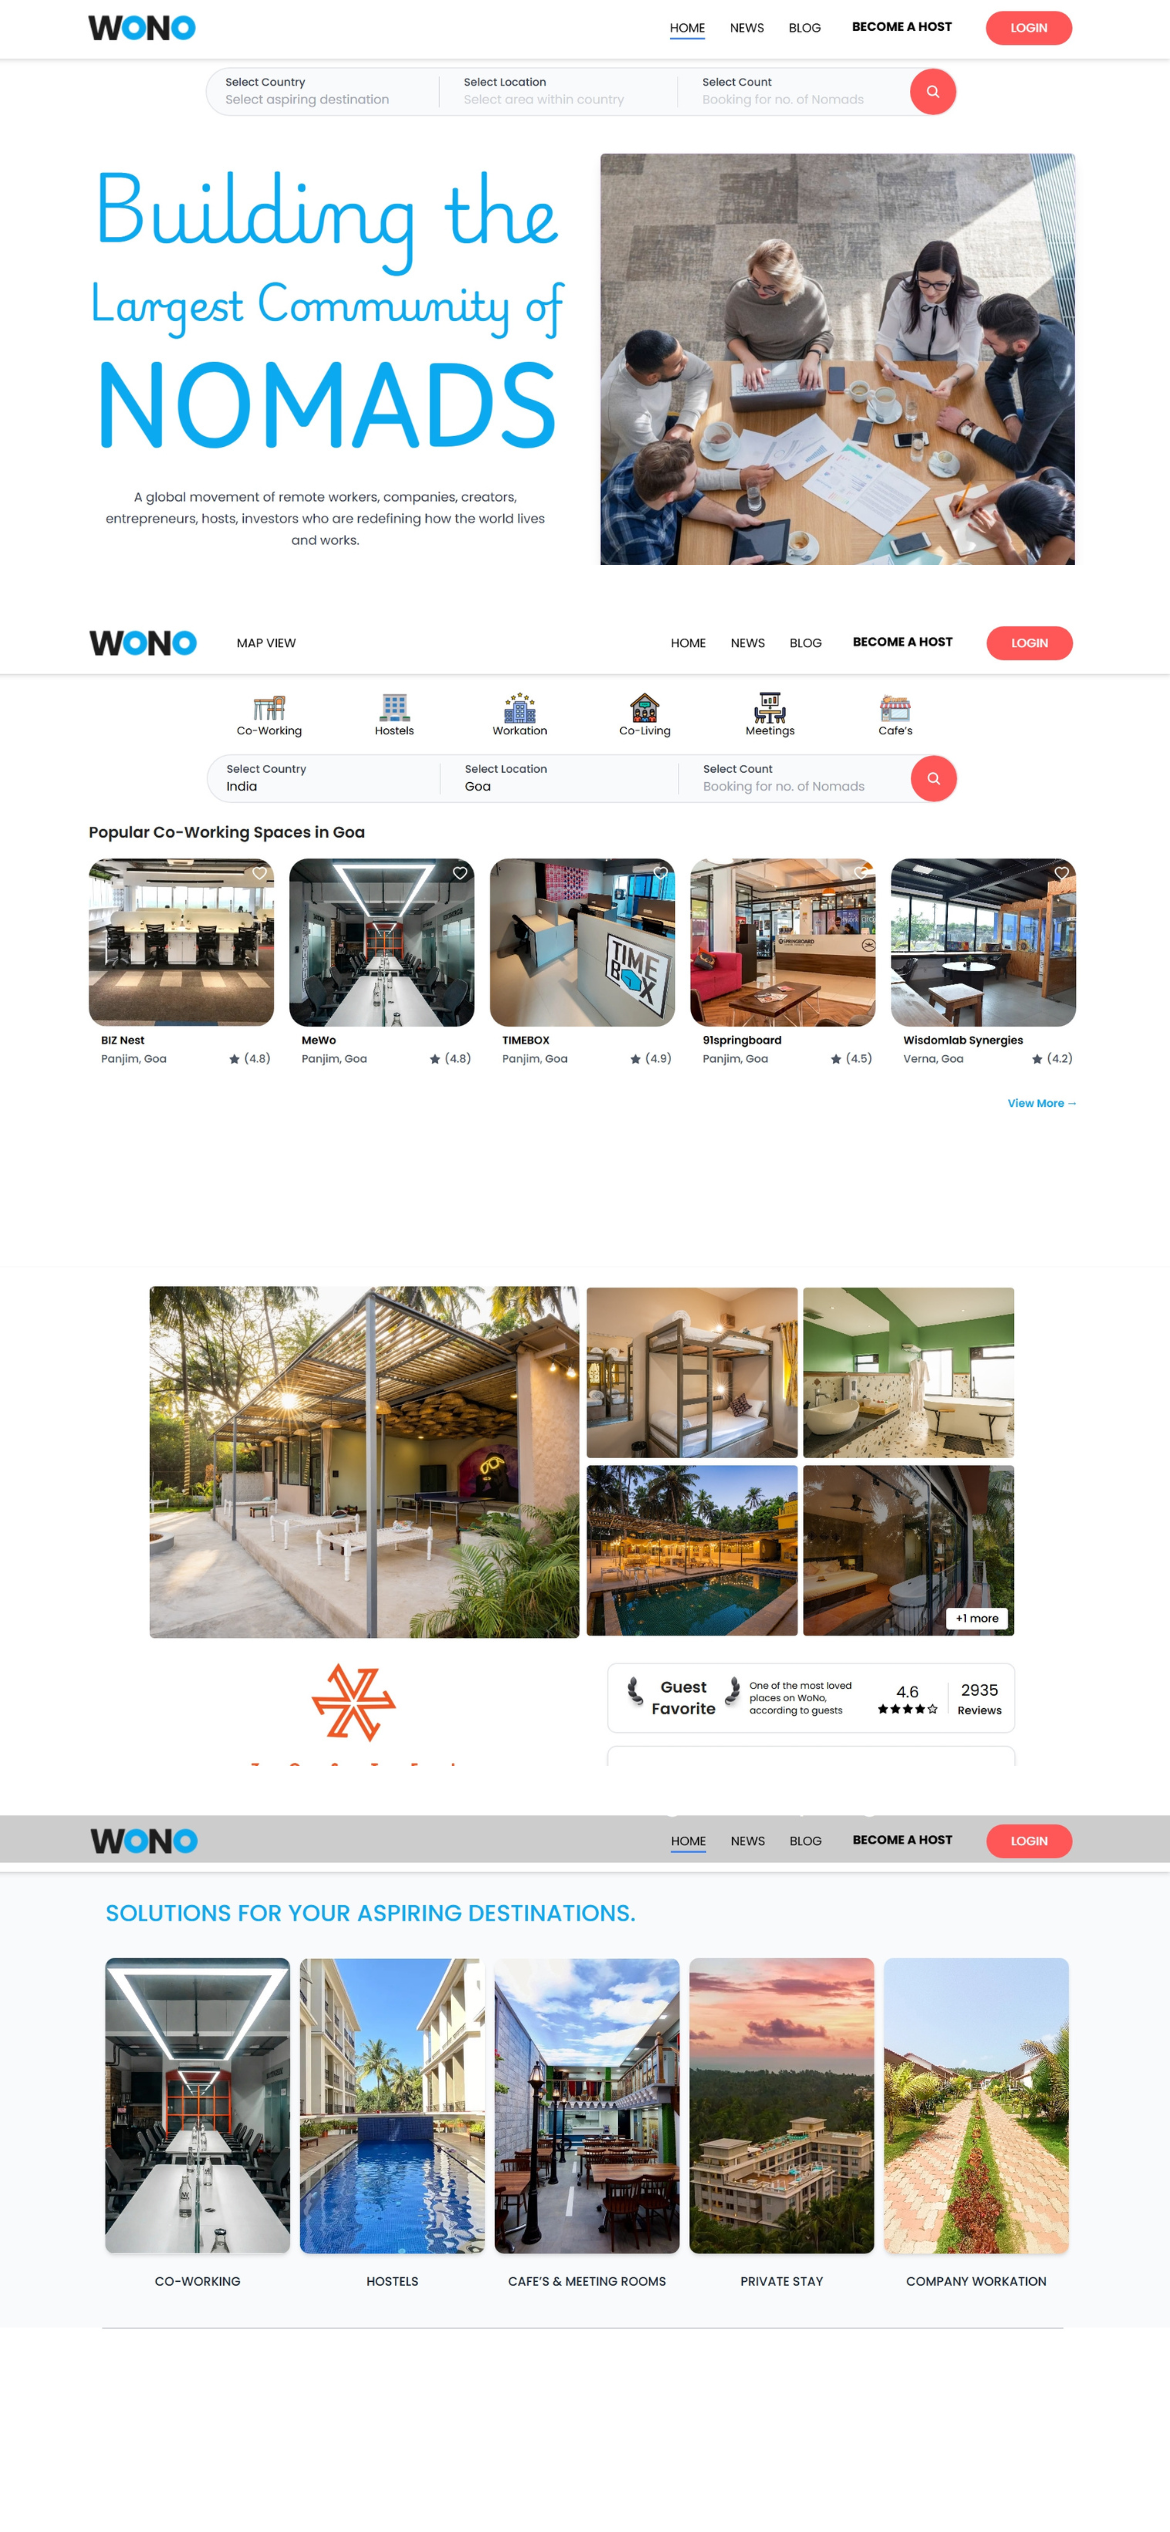 WONO
HOME NEWS BLOG BECOME A HOST LOGIN
Select Country Select Location Select Count
Select aspiring destination Select area within country Booking for no. of Nomads
Building the
Largest Community of
NOMADS
A global movement of remote workers, companies, creators,
entrepreneurs, hosts, investors who are redefining how the world lives
and works.
WONO MAP VIEW HOME NEWS BLOG BECOME A HOST LOGIN
Co-Working Hostels Workation Co-Living Meetings Cafe's
Select Country Select Location Select Count
India Goa Booking for no. of Nomads
Popular Co-Working Spaces in Goa
TIME
BOX
SPRINGBOARD
BIZ Nest MeWo TIMEBOX 91springboard Wisdomlab Synergies
Panjim, Goa (4.8) Panjim, Goa (4.8) Panjim, Goa (4.9) Panjim, Goa (4.5) Verna, Goa (4.2)
View More →
+1 more
Guest
Favorite
One of the most loved
places on WoNo,
according to guests
4.6
2935
Reviews
WONO HOME NEWS BLOG BECOME A HOST LOGIN
SOLUTIONS FOR YOUR ASPIRING DESTINATIONS.
CO-WORKING HOSTELS CAFE'S & MEETING ROOMS PRIVATE STAY COMPANY WORKATION